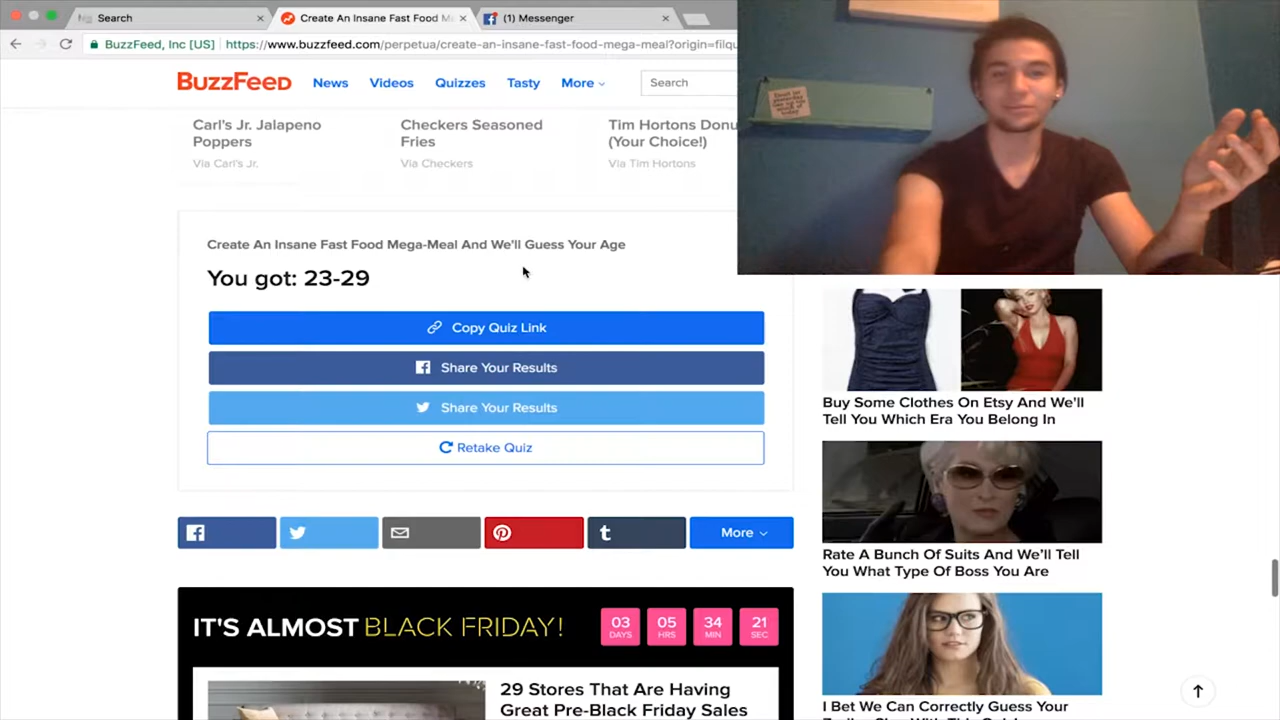 Search
Create An Insane Fast Food M
(1) Messenger
BuzzFeed, Inc [US]
https://www.buzzfeed.com/perpetua/create-an-insane-fast-food-mega-meal?origin=filqu
BuzzFeed
News
Videos
Quizzes
Tasty
More
Search
Carl's Jr. Jalapeno
Poppers
Via Carl's Jr.
Checkers Seasoned
Fries
Via Checkers
Tim Hortons Donu
(Your Choice!)
Via Tim Hortons
Create An Insane Fast Food Mega-Meal And We'll Guess Your Age
You got: 23-29
Copy Quiz Link
Share Your Results
Share Your Results
Retake Quiz
More
IT'S ALMOST BLACK FRIDAY!
03 05 34 21
DAYS HRS MIN SEC
29 Stores That Are Having
Great Pre-Black Friday Sales
Buy Some Clothes On Etsy And We'll
Tell You Which Era You Belong In
Rate A Bunch Of Suits And We'll Tell
You What Type Of Boss You Are
I Bet We Can Correctly Guess Your